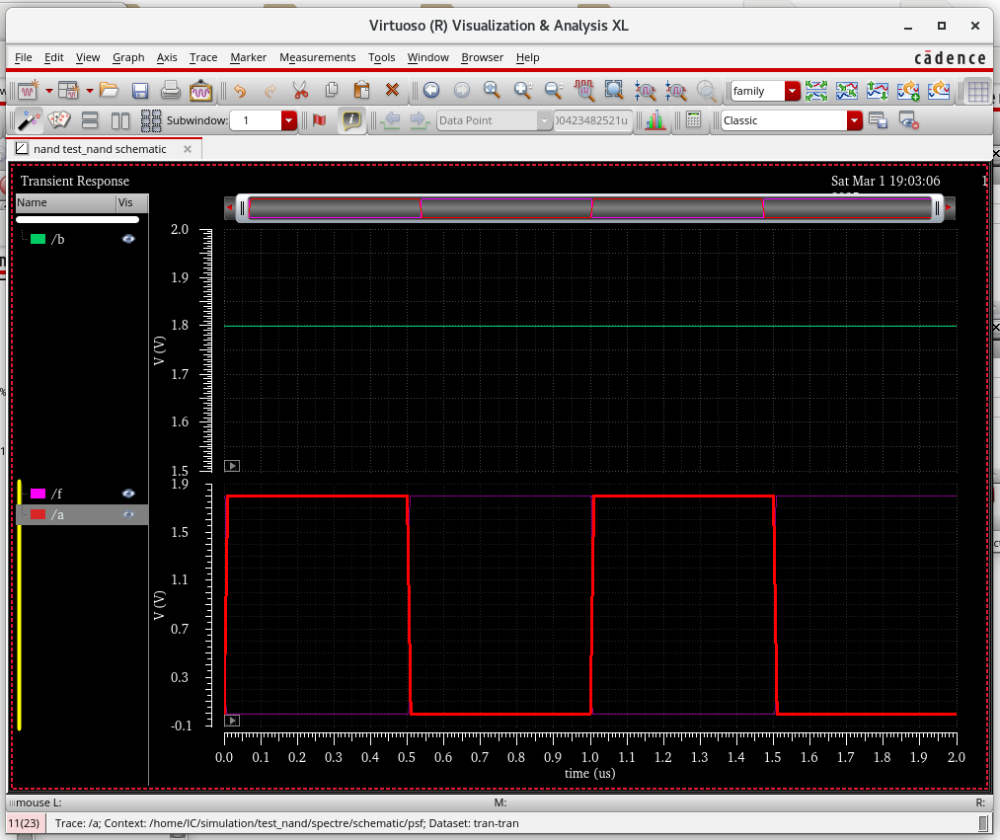 Virtuoso (R) Visualization & Analysis XL
File Edit View Graph Axis Trace Marker Measurements Tools Window Browser Help
cādence
family
Subwindow: 1 Data Point 00423482521u Classic
nand test_nand schematic
Transient Response
Sat Mar 1 19:03:06 1
Name Vis
/b
2.0
1.9
1.8
1.7
1.6
1.5
V (V)
/f
/a
1.9
1.5
1.1
0.7
0.3
-0.1
V (V)
0.0 0.1 0.2 0.3 0.4 0.5 0.6 0.7 0.8 0.9 1.0 1.1 1.2 1.3 1.4 1.5 1.6 1.7 1.8 1.9 2.0
time (us)
mouse L: M: R:
11(23) Trace: /a; Context: /home/IC/simulation/test_nand/spectre/schematic/psf; Dataset: tran-tran